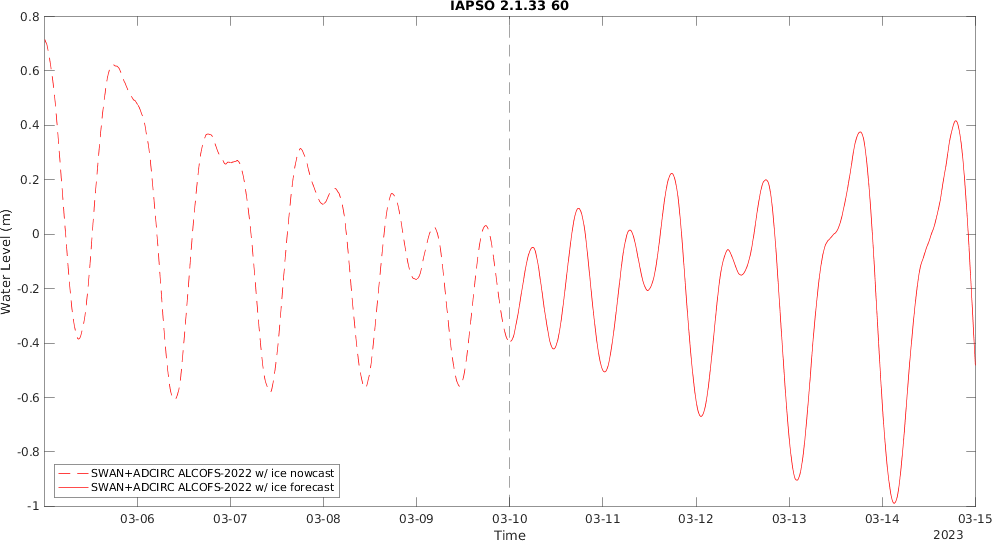 IAPSO 2.1.33 60
0.8
0.6
0.4
0.2
0
-0.2
-0.4
-0.6
-0.8
-1
Water Level (m)
SWAN+ADCIRC ALCOFS-2022 w/ ice nowcast
SWAN+ADCIRC ALCOFS-2022 w/ ice forecast
03-06 03-07 03-08 03-09 03-10 03-11 03-12 03-13 03-14 03-15
Time
2023